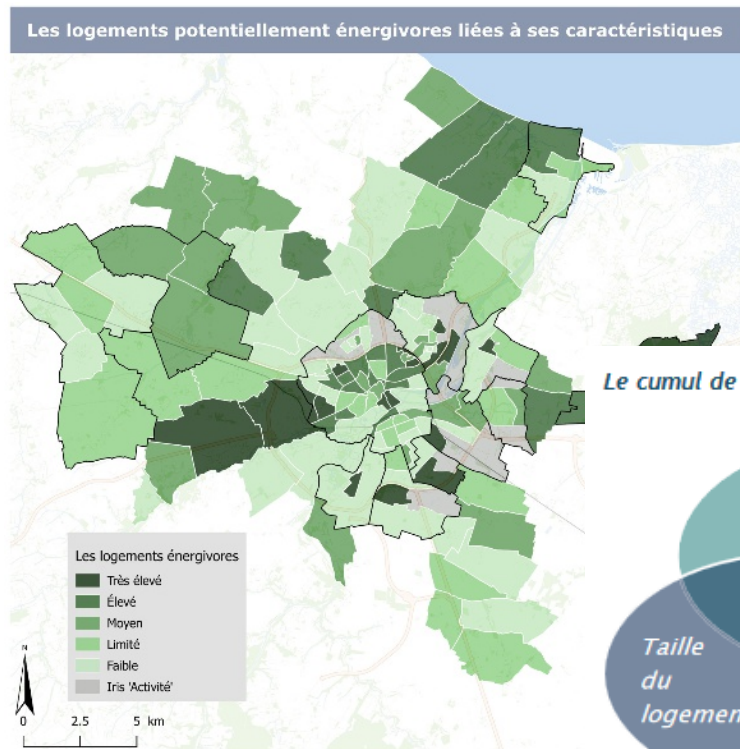 Les logements potentiellement énergivores liées à ses caractéristiques
Le cumul de
Les logements énergivores
Très élevé
Élevé
Moyen
Limité
Faible
Iris 'Activité'
Taille
du
logemen
N
0 2.5 5 km